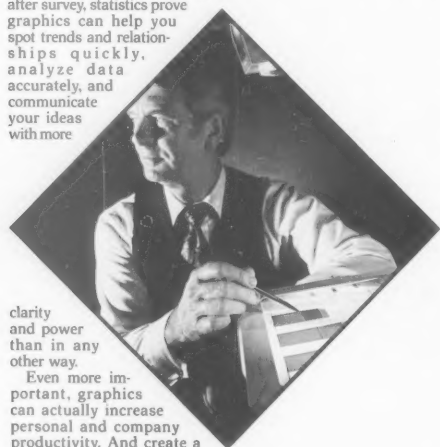 after survey, statistics prove
graphics can help you
spot trends and relation-
ships quickly,
analyze data
accurately, and
communicate
your ideas
with more
clarity
and power
than in any
other way.
Even more im-
portant, graphics
can actually increase
personal and company
productivity. And create a